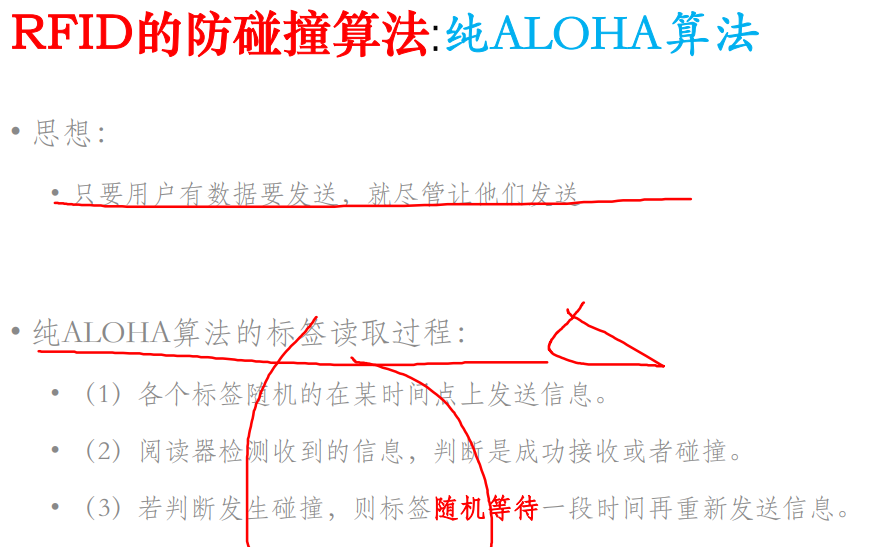 RFID的防碰撞算法:纯ALOHA算法
• 思想：
• 只要用户有数据要发送，就尽管让他们发送
• 纯ALOHA算法的标签读取过程：
• （1）各个标签随机的在某时间点上发送信息。
• （2）阅读器检测收到的信息，判断是成功接收或者碰撞。
• （3）若判断发生碰撞，则标签随机等待一段时间再重新发送信息。